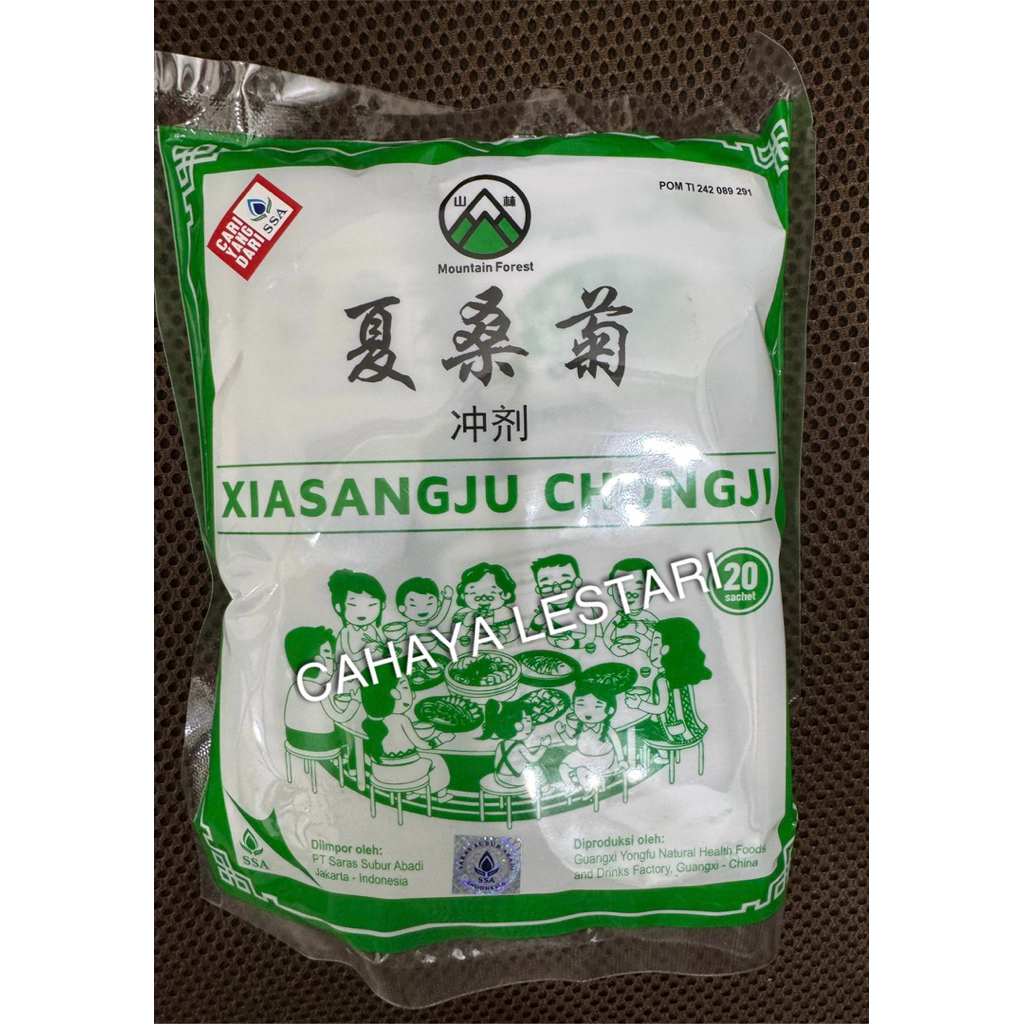 POM TI 242 089 291
CARI
YANG
DARI
SSA
山 林
Mountain Forest
夏桑菊
冲剂
XIASANGJU CHONGJI
20
sachet
CAHAYA LESTARI
SSA
Diimpor oleh:
PT Saras Subur Abadi
Jakarta - Indonesia
SSA
INDONESIA
Diproduksi oleh:
Guangxi Yongfu Natural Health Foods
and Drinks Factory, Guangxi - China